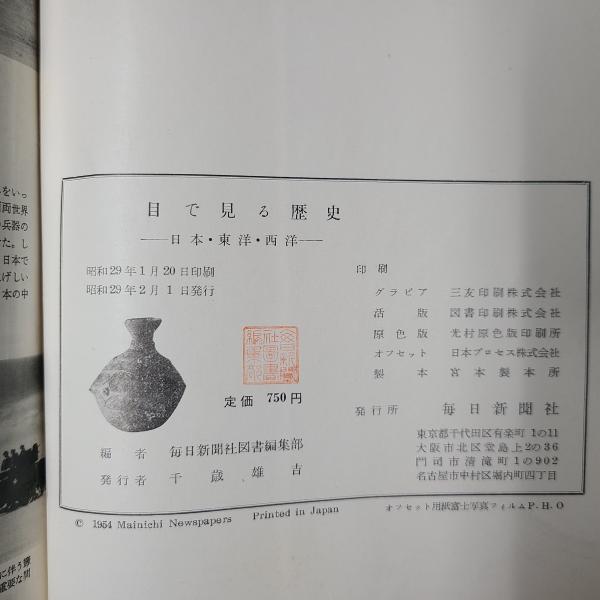 目で見る歴史
——日本・東洋・西洋——
昭和29年1月20日印刷
昭和29年2月1日発行
定価 750円
編者 毎日新聞社図書編集部
発行者 千歳雄吉
印刷
グラビア 三友印刷株式会社
活版 図書印刷株式会社
原色版 光村原色版印刷所
オフセット 日本プロセス株式会社
製本 宮本製本所
発行所 毎日新聞社
東京都千代田区有楽町1の11
大阪市北区堂島上2の36
門司市清滝町1の902
名古屋市中村区堀内町四丁目
© 1954 Mainichi Newspapers Printed in Japan
オフセット用紙富士写真フィルムP.H.O
をいっ
両世界
兵器の
た。し
日本で
げしい
本の中
に伴う
重要な間